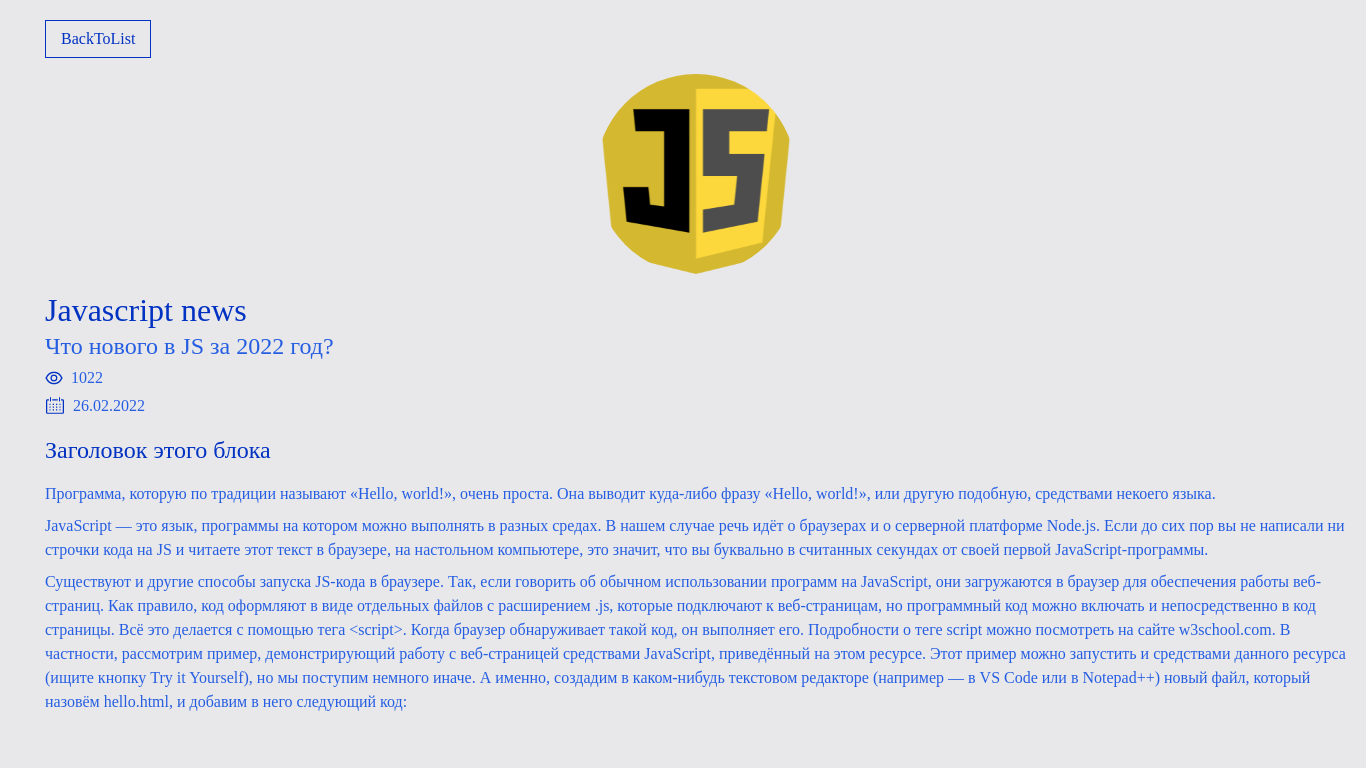 BackToList
JS
Javascript news
Что нового в JS за 2022 год?
1022
26.02.2022
Заголовок этого блока
Программа, которую по традиции называют «Hello, world!», очень проста. Она выводит куда-либо фразу «Hello, world!», или другую подобную, средствами некоего языка.
JavaScript — это язык, программы на котором можно выполнять в разных средах. В нашем случае речь идёт о браузерах и о серверной платформе Node.js. Если до сих пор вы не написали ни
строчки кода на JS и читаете этот текст в браузере, на настольном компьютере, это значит, что вы буквально в считанных секундах от своей первой JavaScript-программы.
Существуют и другие способы запуска JS-кода в браузере. Так, если говорить об обычном использовании программ на JavaScript, они загружаются в браузер для обеспечения работы веб-
страниц. Как правило, код оформляют в виде отдельных файлов с расширением .js, которые подключают к веб-страницам, но программный код можно включать и непосредственно в код
страницы. Всё это делается с помощью тега <script>. Когда браузер обнаруживает такой код, он выполняет его. Подробности о теге script можно посмотреть на сайте w3school.com. В
частности, рассмотрим пример, демонстрирующий работу с веб-страницей средствами JavaScript, приведённый на этом ресурсе. Этот пример можно запустить и средствами данного ресурса
(ищите кнопку Try it Yourself), но мы поступим немного иначе. А именно, создадим в каком-нибудь текстовом редакторе (например — в VS Code или в Notepad++) новый файл, который
назовём hello.html, и добавим в него следующий код: